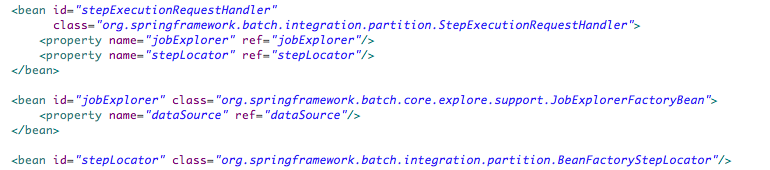 <bean id="stepExecutionRequestHandler"
class="org.springframework.batch.integration.partition.StepExecutionRequestHandler">
<property name="jobExplorer" ref="jobExplorer"/>
<property name="stepLocator" ref="stepLocator"/>
</bean>
<bean id="jobExplorer" class="org.springframework.batch.core.explore.support.JobExplorerFactoryBean">
<property name="dataSource" ref="dataSource"/>
</bean>
<bean id="stepLocator" class="org.springframework.batch.integration.partition.BeanFactoryStepLocator"/>